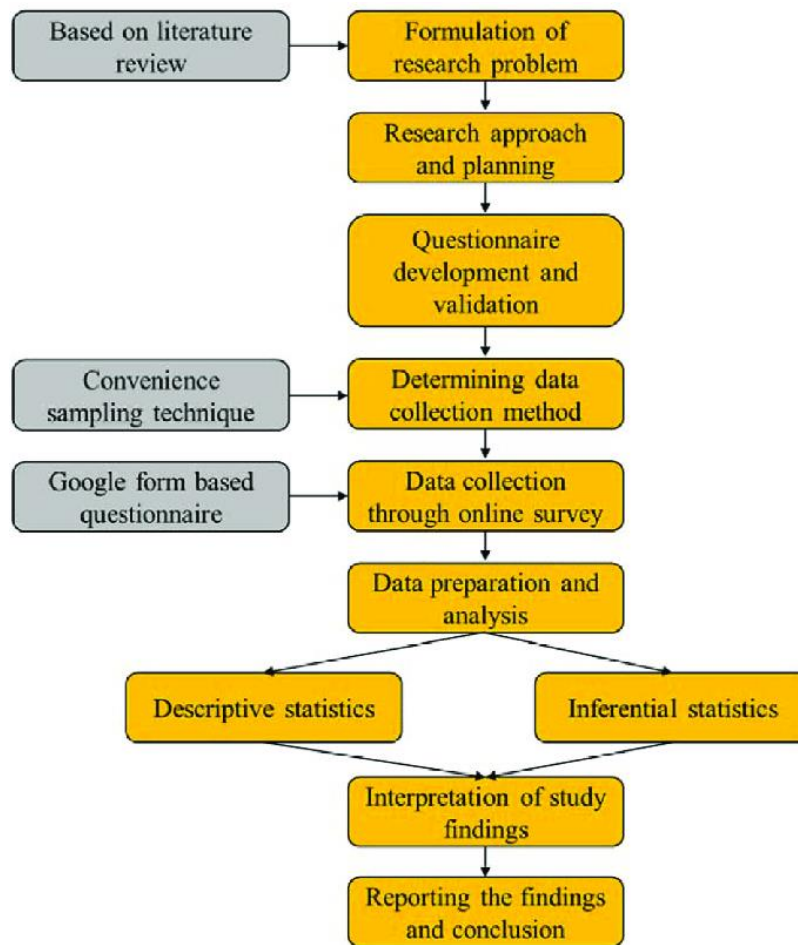 Based on literature
review
Formulation of
research problem
Research approach
and planning
Questionnaire
development and
validation
Convenience
sampling technique
Determining data
collection method
Google form based
questionnaire
Data collection
through online survey
Data preparation and
analysis
Descriptive statistics
Inferential statistics
Interpretation of study
findings
Reporting the findings
and conclusion